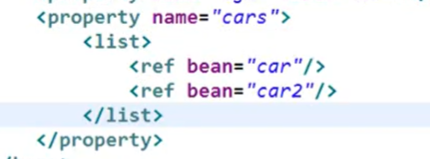 <property name="cars">
<list>
<ref bean="car"/>
<ref bean="car2"/>
</list>
</property>